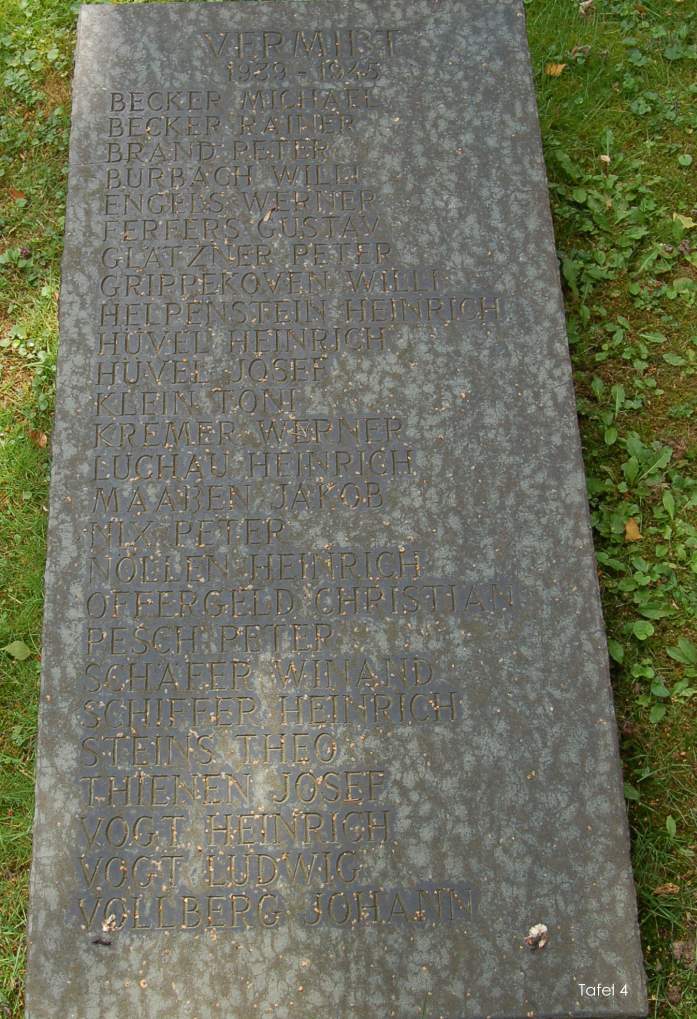 VERMIßT
1939 - 1945
BECKER MICHAEL
BECKER RAINER
BRAND PETER
BURBACH WILLI
ENGELS WERNER
FERFERS GUSTAV
GLÄTZNER PETER
GRIPPEKOVEN WILLI
HELPENSTEIN HEINRICH
HÜVEL HEINRICH
HÜVEL JOSEF
KLEIN TONI
KREMER WERNER
LUCHAU HEINRICH
MAAßEN JAKOB
NIX PETER
NOLLEN HEINRICH
OFFERGELD CHRISTIAN
PESCH PETER
SCHÄFER WINAND
SCHIFFER HEINRICH
STEINS THEO
THIENEN JOSEF
VOGT HEINRICH
VOGT LUDWIG
VOLLBERG JOHANN
Tafel 4